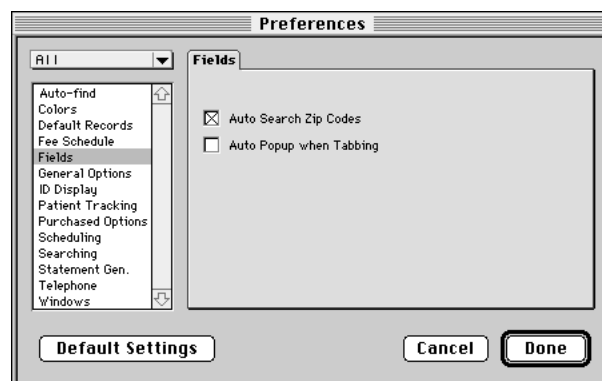 Preferences
All
Fields
Auto-find
Colors
Default Records
Fee Schedule
Fields
General Options
ID Display
Patient Tracking
Purchased Options
Scheduling
Searching
Statement Gen.
Telephone
Windows
Auto Search Zip Codes
Auto Popup when Tabbing
Default Settings
Cancel
Done